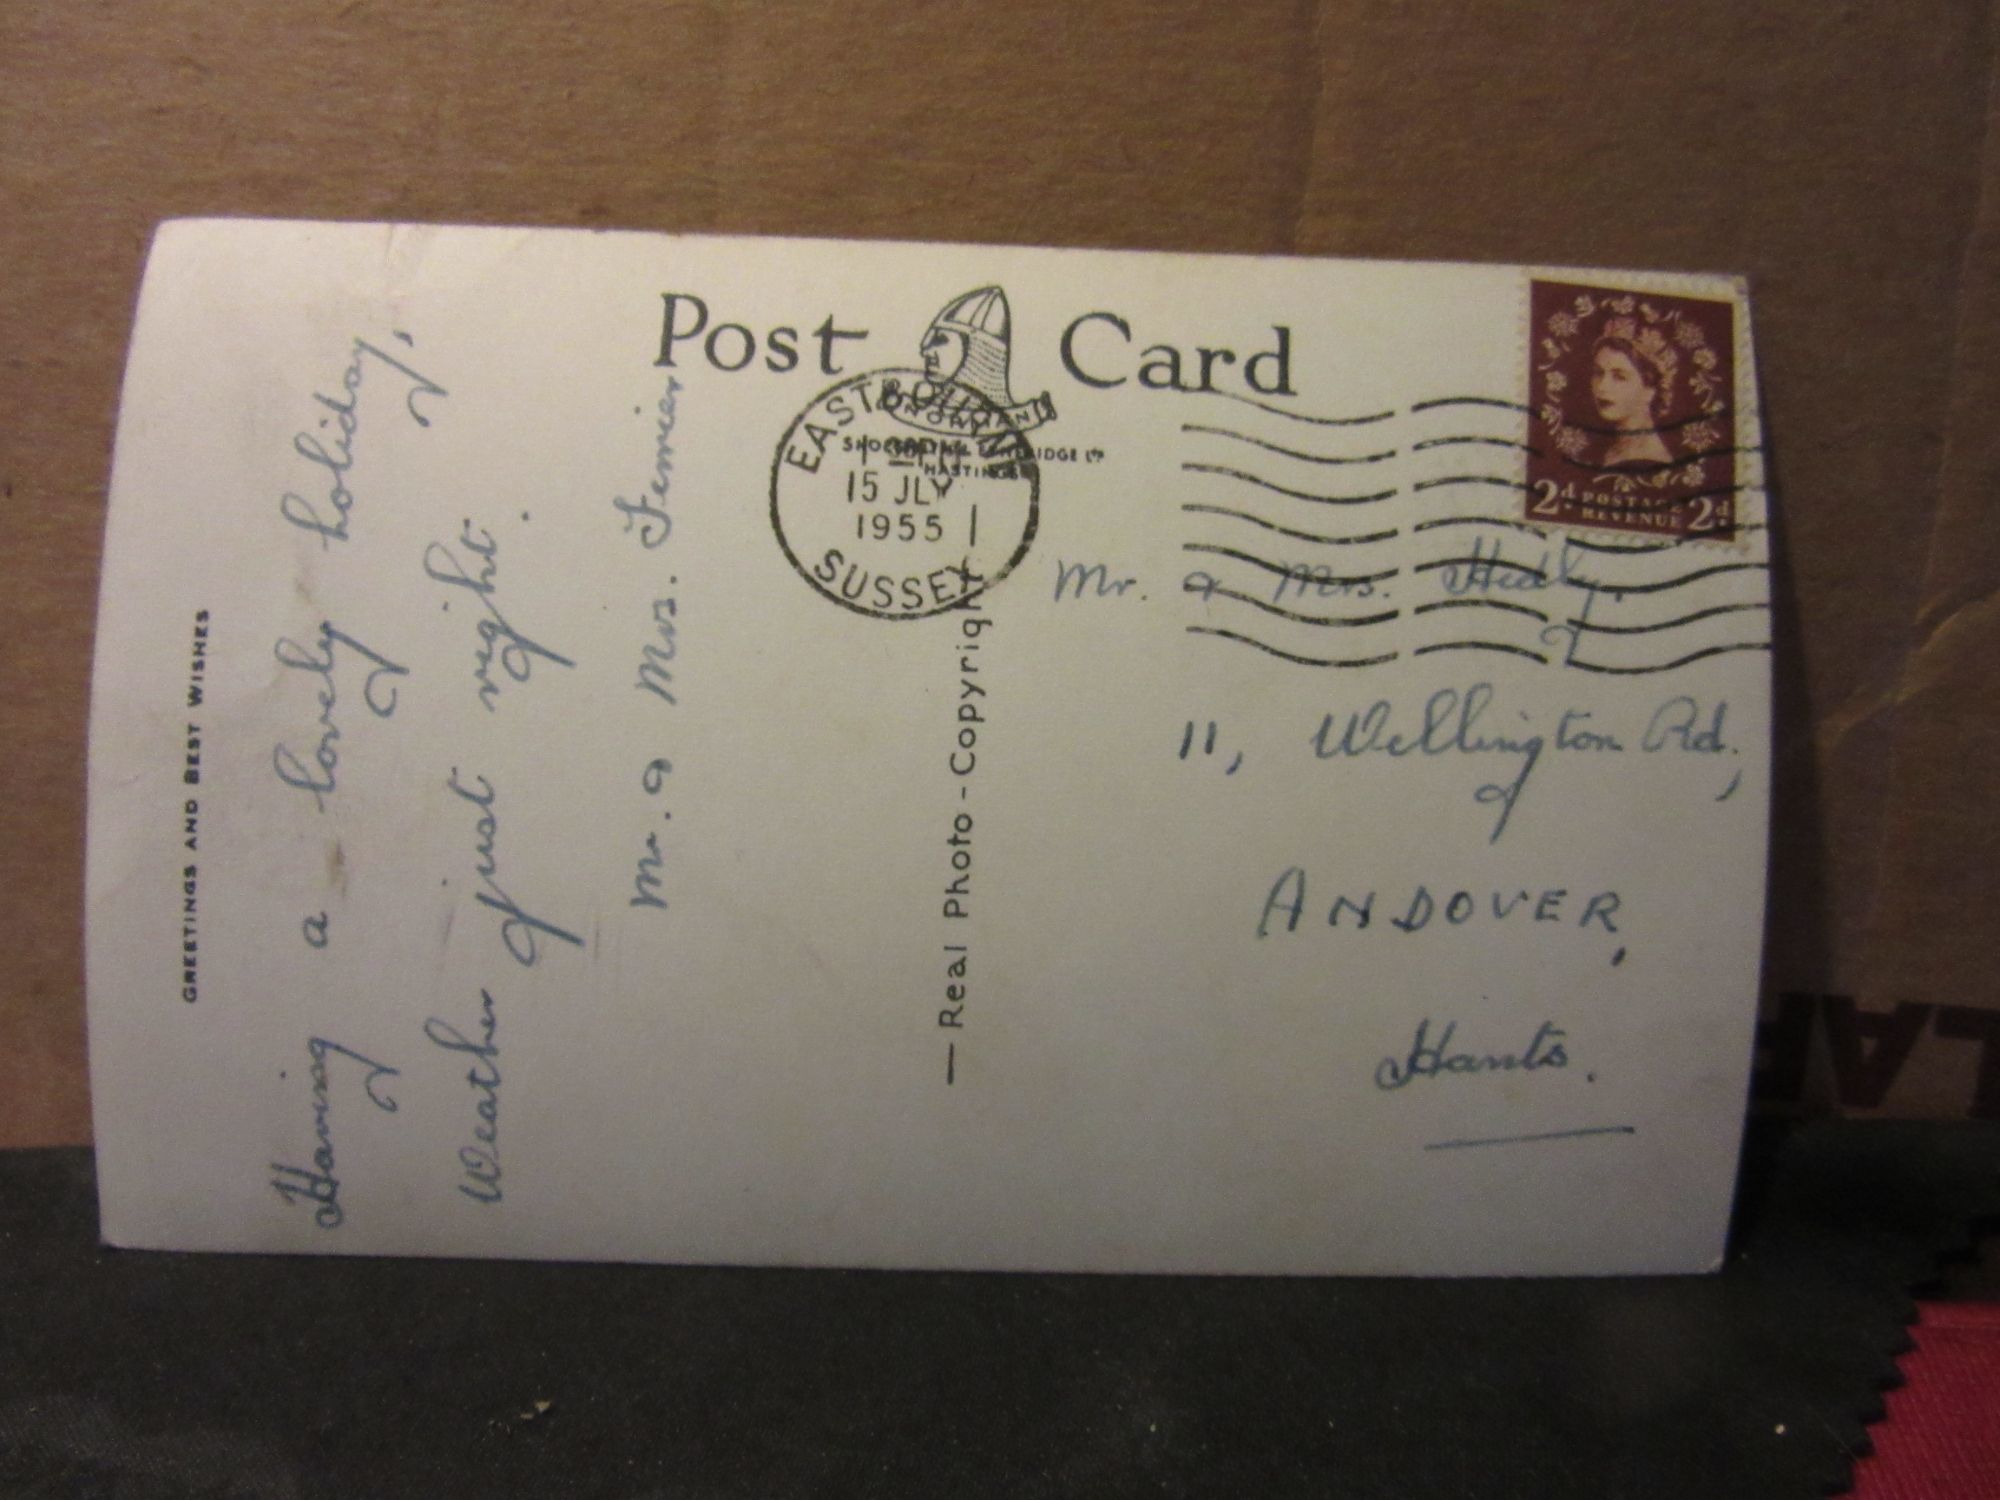 GREETINGS AND BEST WISHES
Having a lovely holiday,
Weather just right.
Mr. & Mrs. Ferrier
Post Card
NORMAN
SHOESMITH & ETHERIDGE LTD
HASTINGS
EASTBOURNE
15 JLY
1955
SUSSEX
— Real Photo - Copyright —
2d POSTAGE REVENUE 2d
Mr. & Mrs. Hedly,
11, Wellington Rd,
ANDOVER,
Hants.